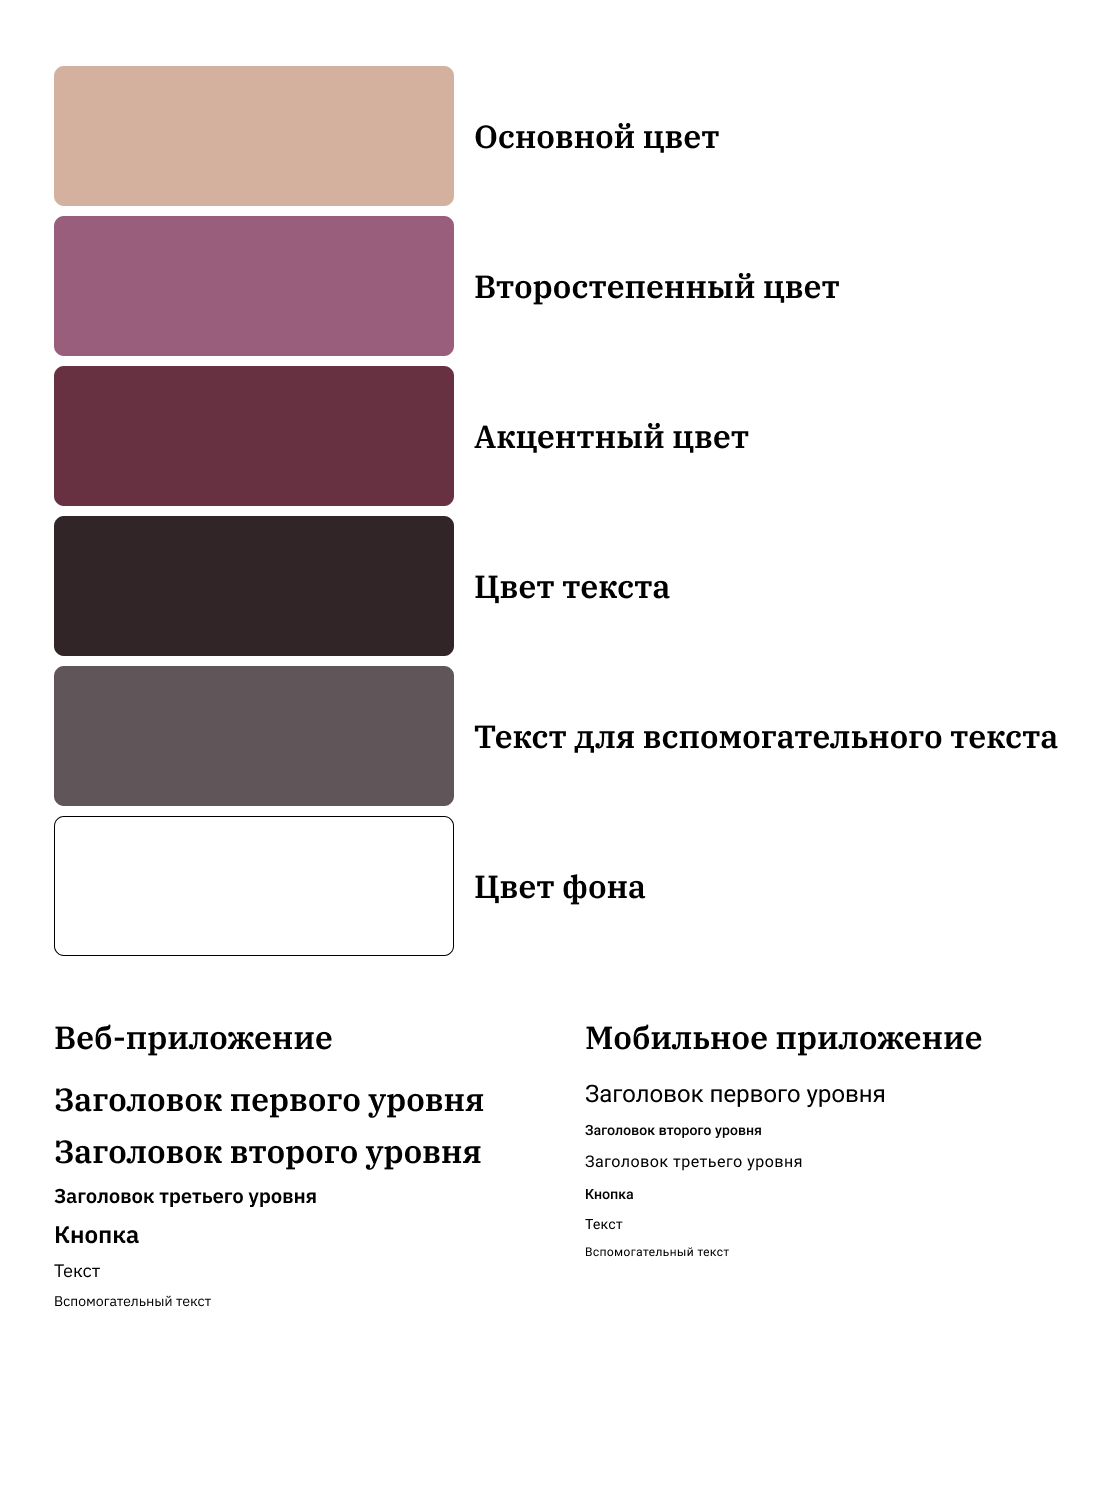 Основной цвет
Второстепенный цвет
Акцентный цвет
Цвет текста
Текст для вспомогательного текста
Цвет фона
Веб-приложение
Заголовок первого уровня
Заголовок второго уровня
Заголовок третьего уровня
Кнопка
Текст
Вспомогательный текст
Мобильное приложение
Заголовок первого уровня
Заголовок второго уровня
Заголовок третьего уровня
Кнопка
Текст
Вспомогательный текст